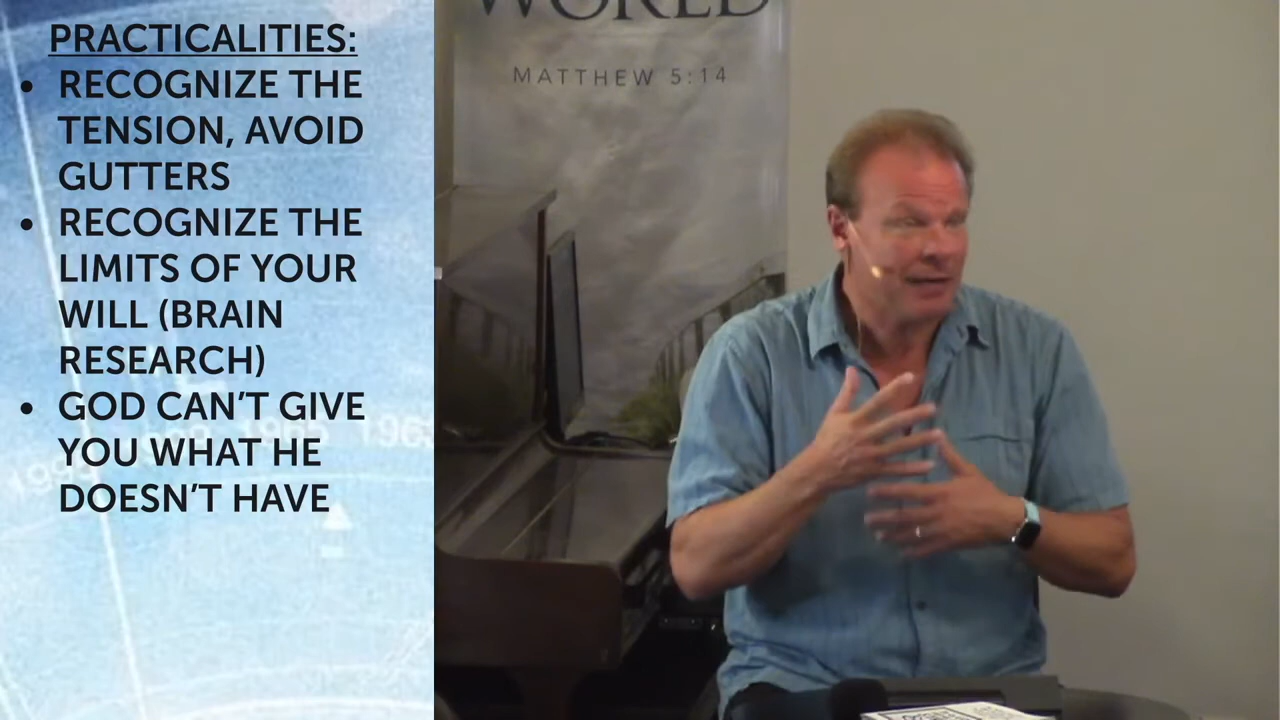 PRACTICALITIES:
• RECOGNIZE THE
TENSION, AVOID
GUTTERS
• RECOGNIZE THE
LIMITS OF YOUR
WILL (BRAIN
RESEARCH)
• GOD CAN'T GIVE
YOU WHAT HE
DOESN'T HAVE
WORLD
MATTHEW 5:14